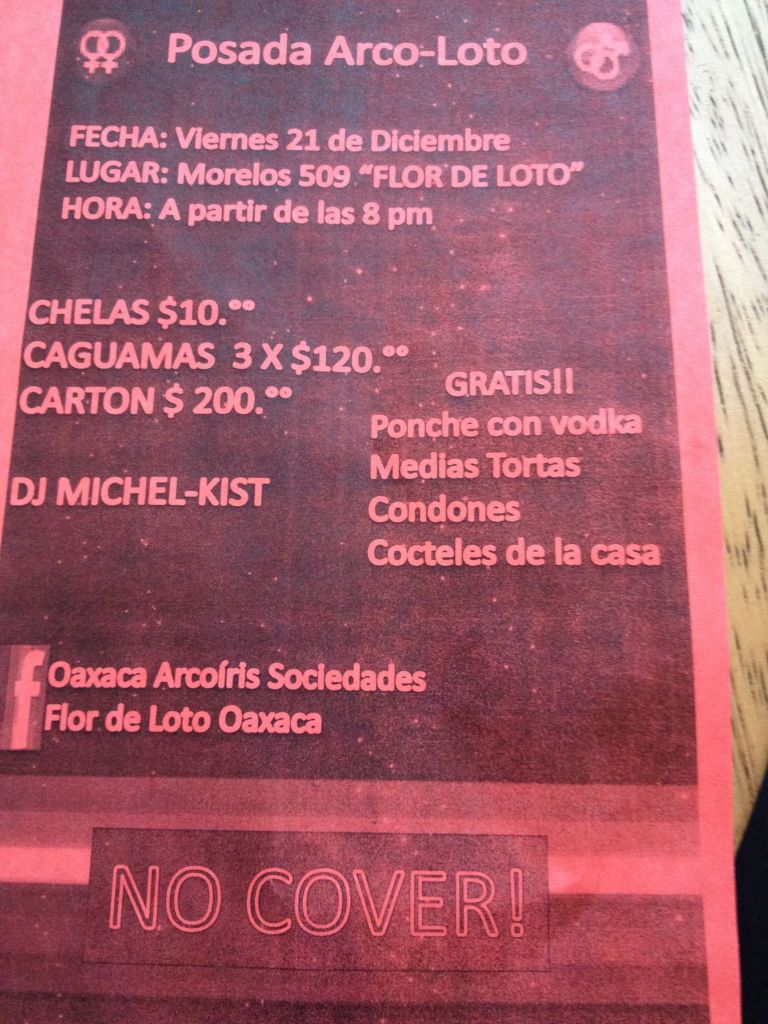 Posada Arco-Loto
FECHA: Viernes 21 de Diciembre
LUGAR: Morelos 509 “FLOR DE LOTO”
HORA: A partir de las 8 pm
CHELAS $10.°°
CAGUAMAS 3 X $120.°°
CARTON $ 200.°°
DJ MICHEL-KIST
GRATIS!!
Ponche con vodka
Medias Tortas
Condones
Cocteles de la casa
f
Oaxaca Arcoíris Sociedades
Flor de Loto Oaxaca
NO COVER!